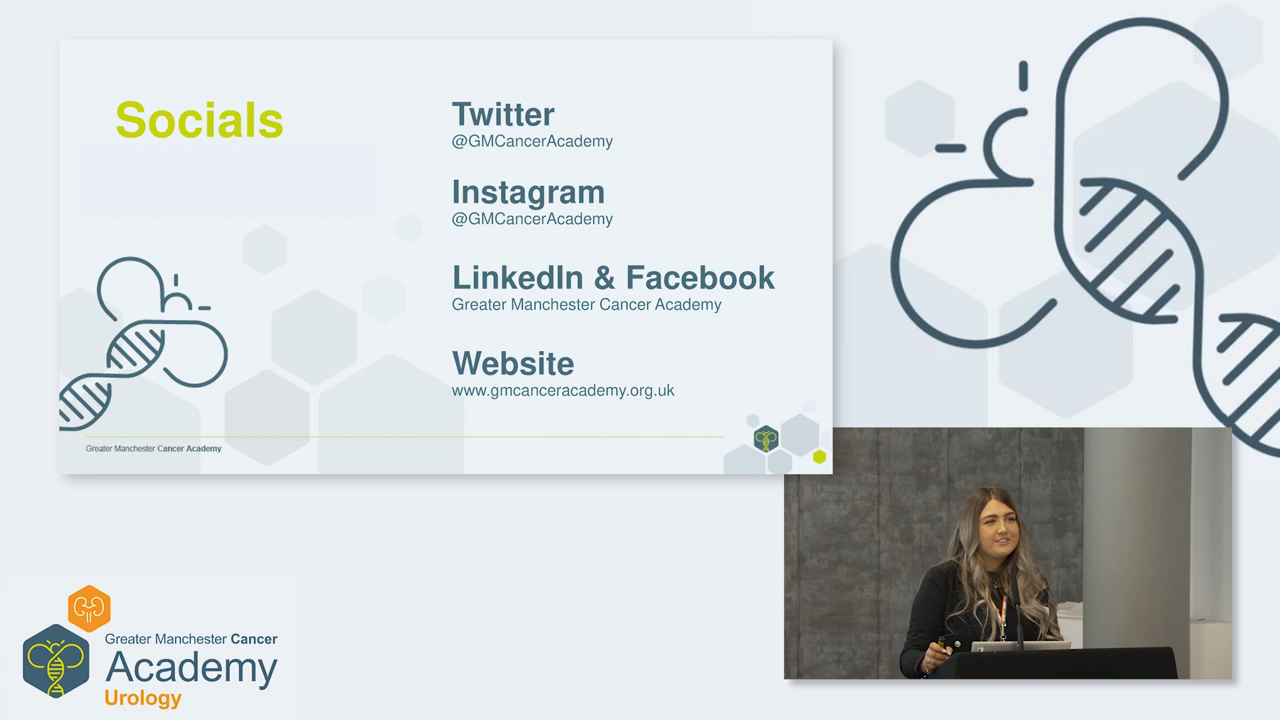 Socials
Twitter
@GMCancerAcademy
Instagram
@GMCancerAcademy
LinkedIn & Facebook
Greater Manchester Cancer Academy
Website
www.gmcanceracademy.org.uk
Greater Manchester Cancer Academy
Greater Manchester Cancer
Academy
Urology